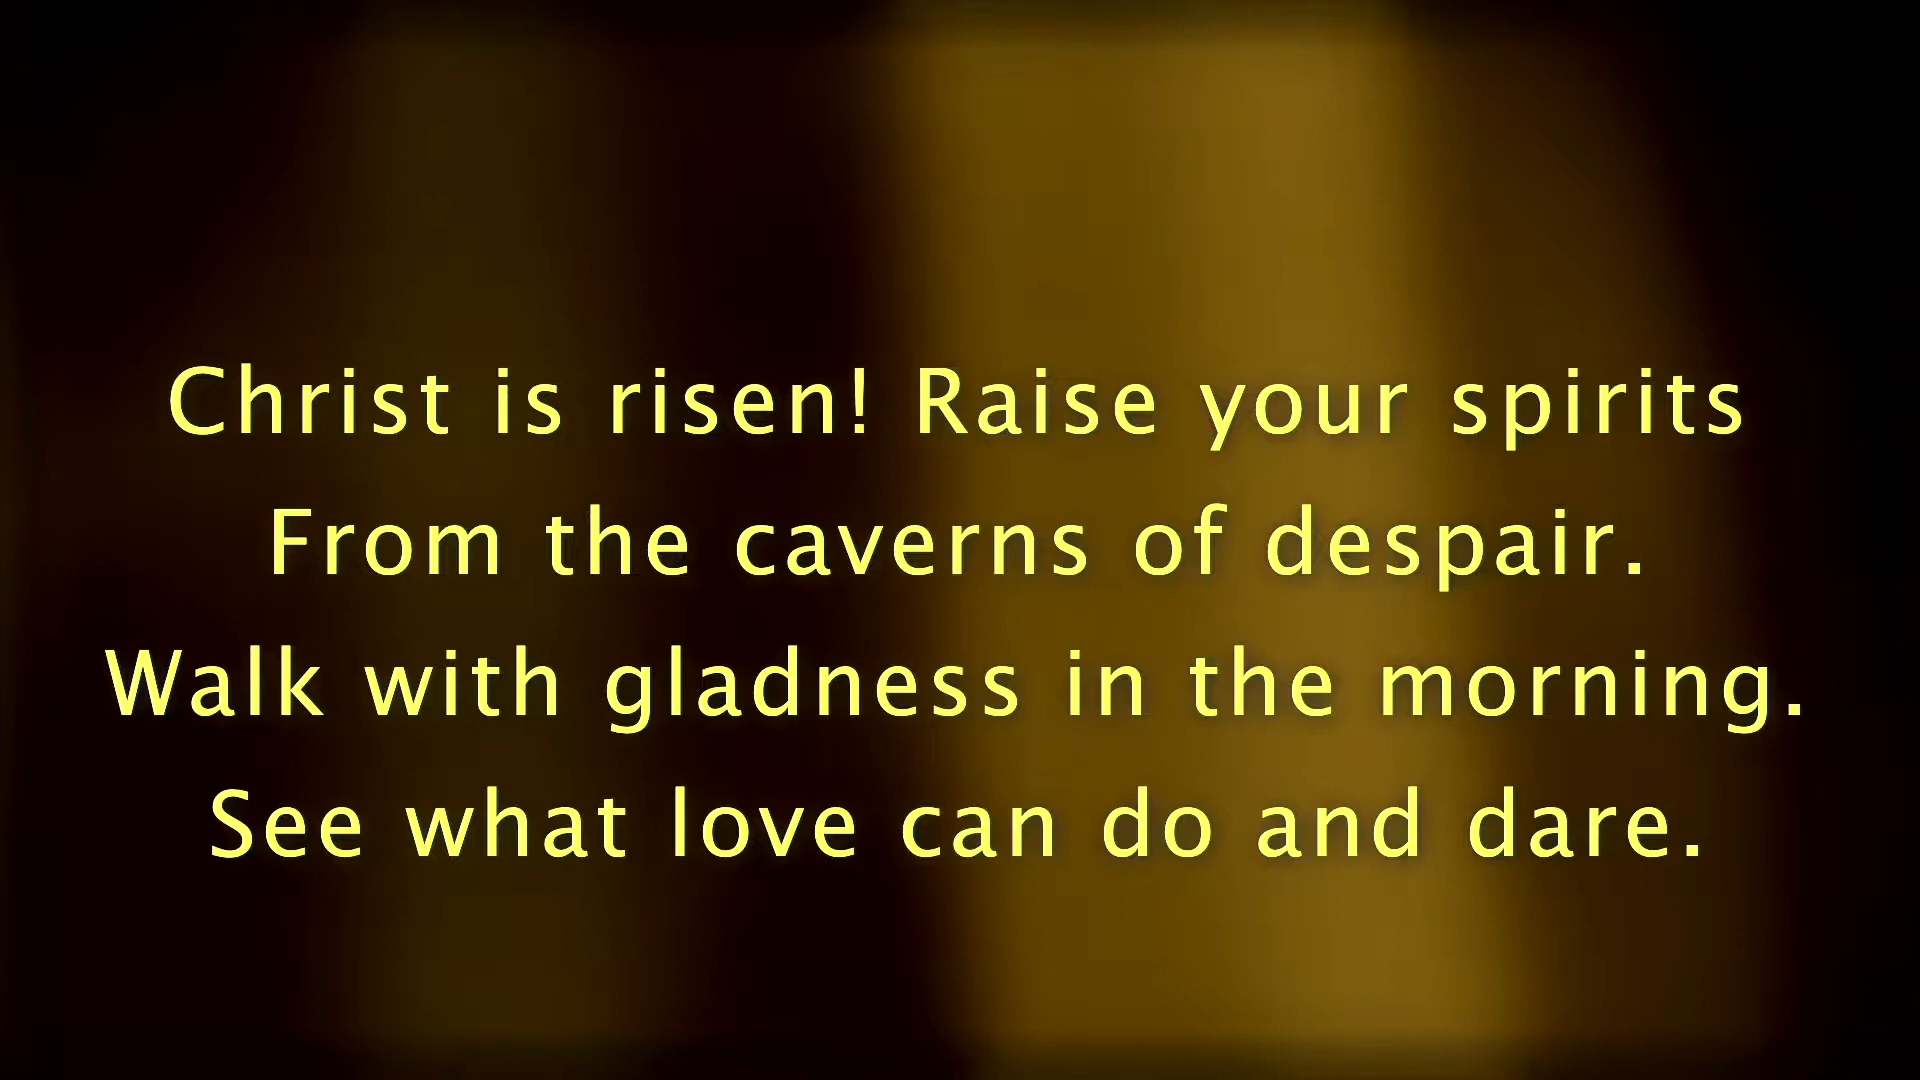 Christ is risen! Raise your spirits
From the caverns of despair.
Walk with gladness in the morning.
See what love can do and dare.